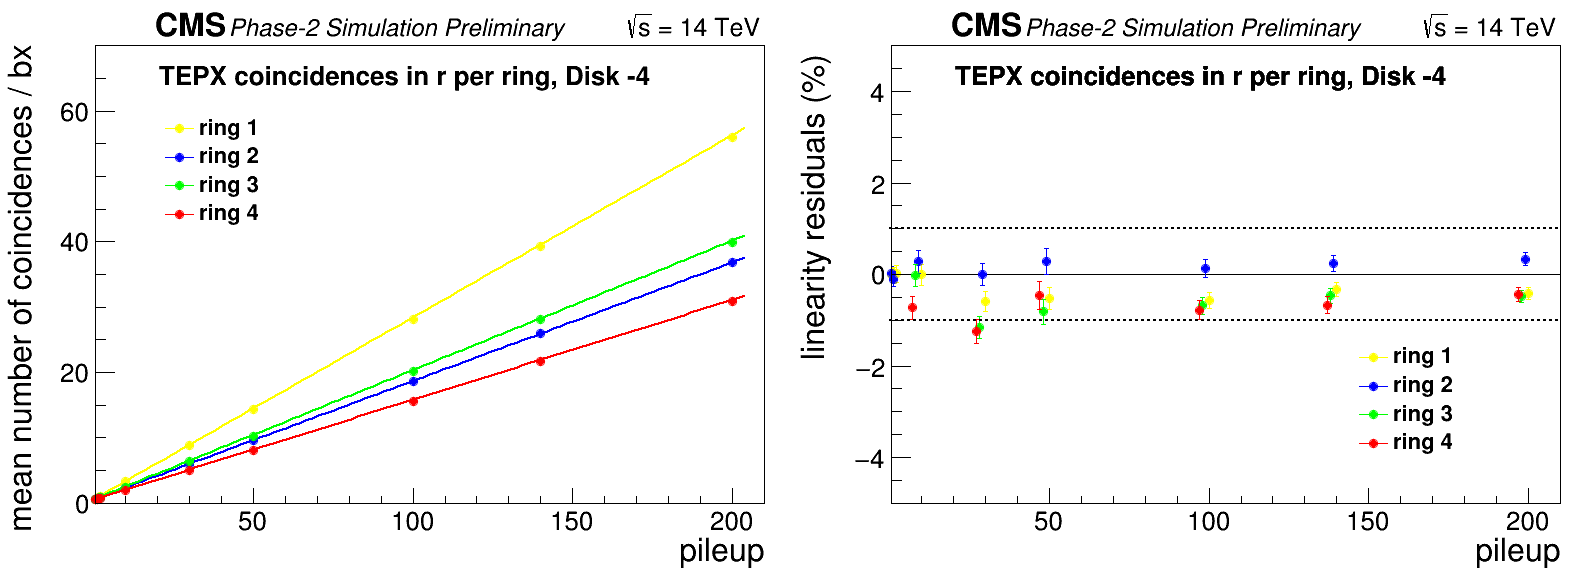 CMS Phase-2 Simulation Preliminary √s = 14 TeV
TEPX coincidences in r per ring, Disk -4
mean number of coincidences / bx
60
40
20
0
ring 1
ring 2
ring 3
ring 4
50 100 150 200
pileup
CMS Phase-2 Simulation Preliminary √s = 14 TeV
TEPX coincidences in r per ring, Disk -4
linearity residuals (%)
4
2
0
−2
−4
ring 1
ring 2
ring 3
ring 4
50 100 150 200
pileup